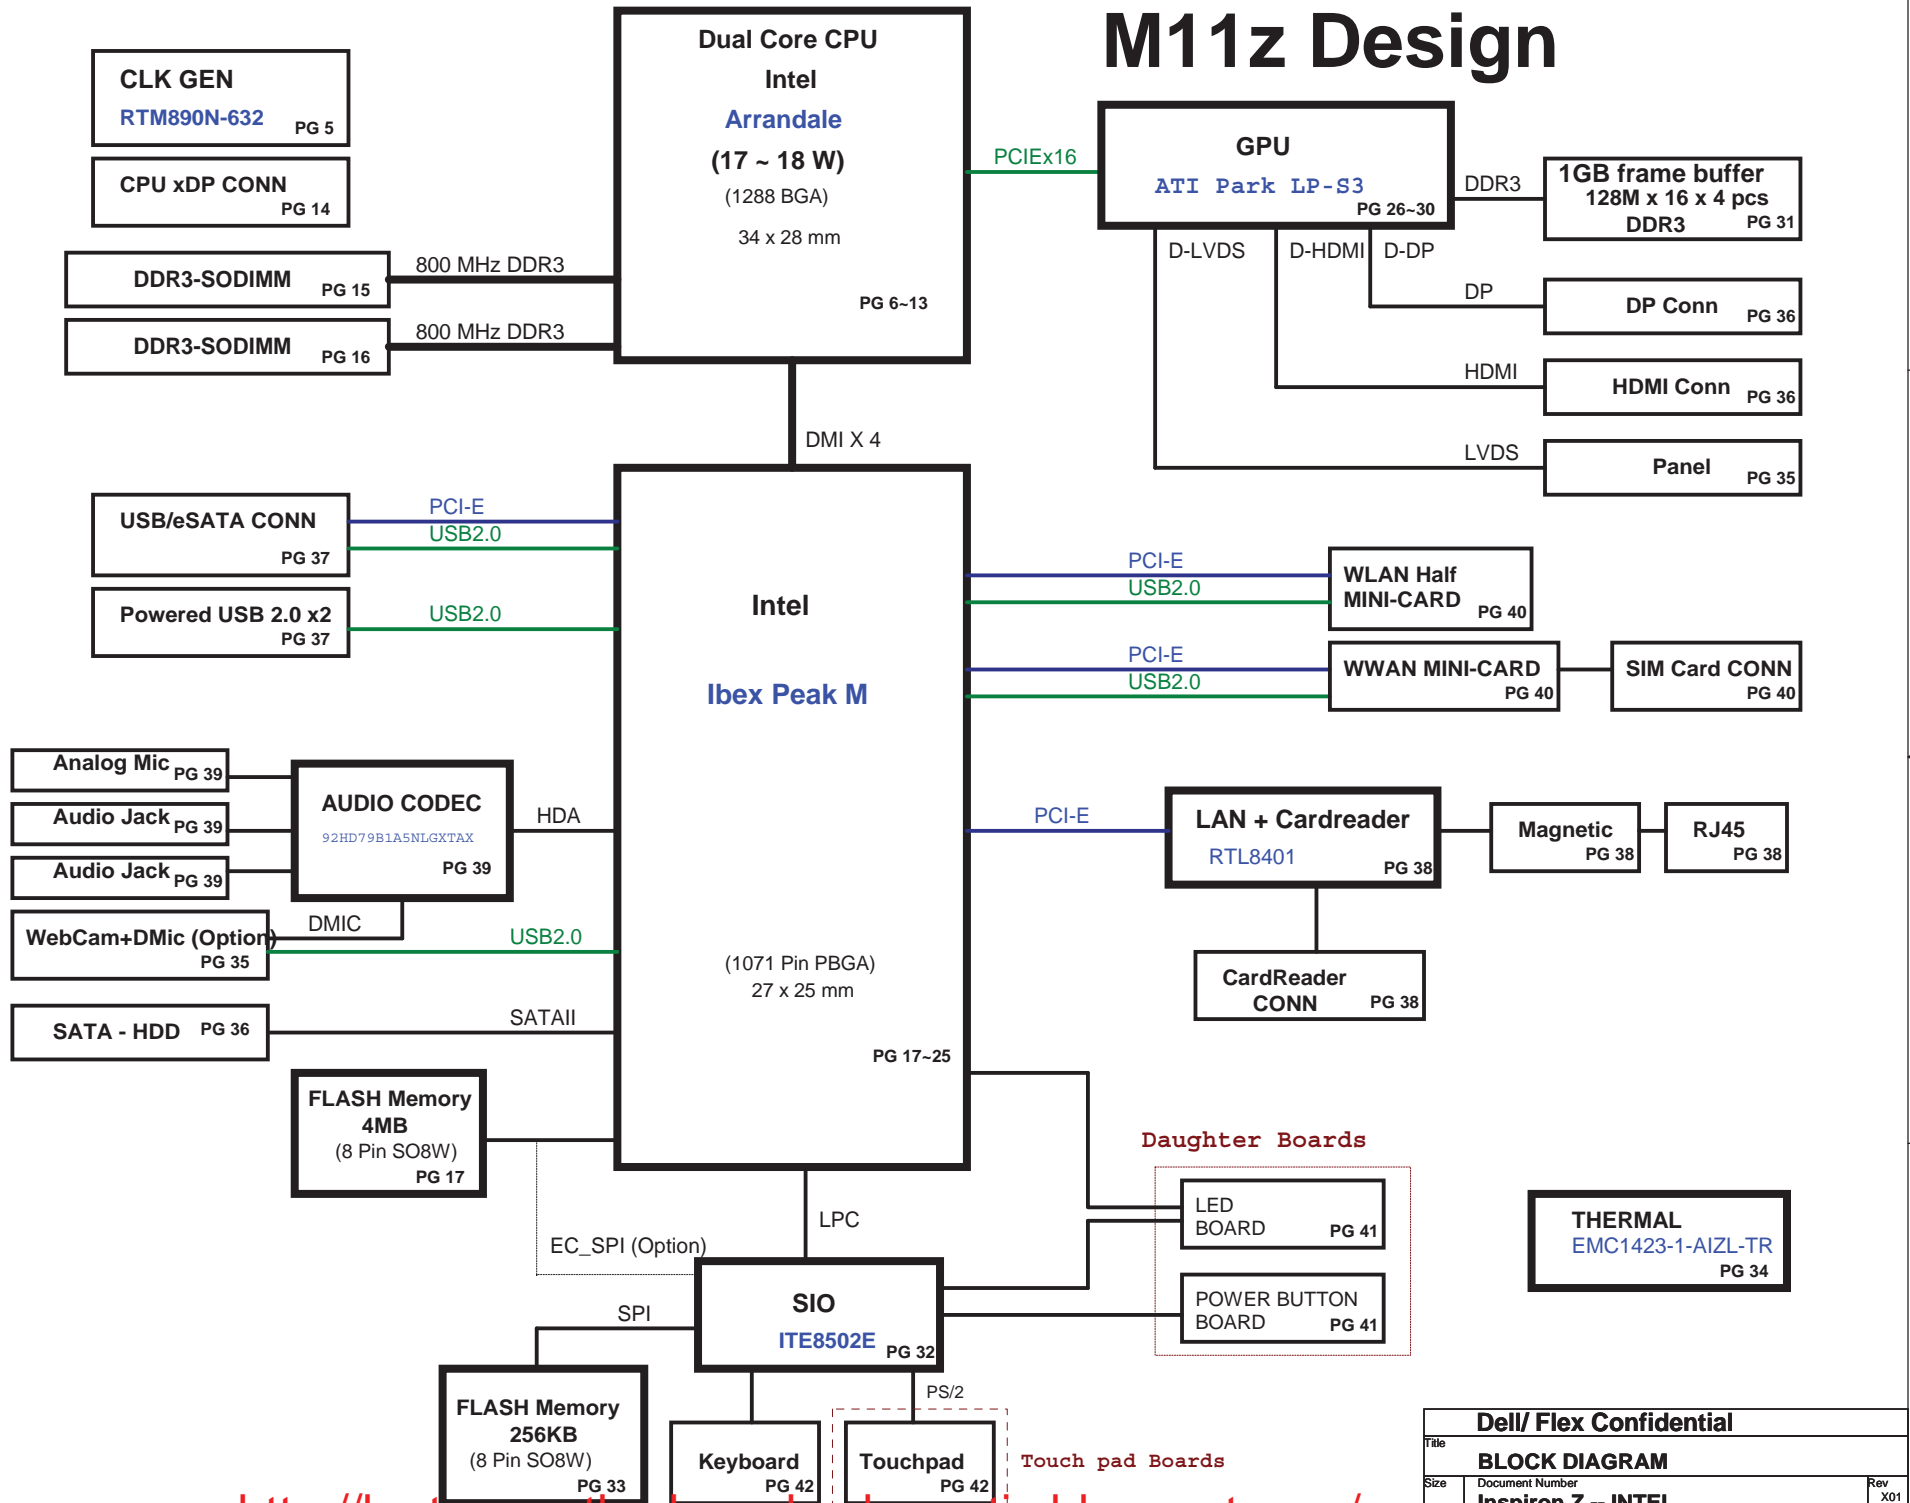 M11z Design
CLK GEN
RTM890N-632
PG 5
CPU xDP CONN
PG 14
DDR3-SODIMM
PG 15
800 MHz DDR3
DDR3-SODIMM
PG 16
800 MHz DDR3
Dual Core CPU
Intel
Arrandale
(17 ~ 18 W)
(1288 BGA)
34 x 28 mm
PG 6~13
PCIEx16
GPU
ATI Park LP-S3
PG 26~30
DDR3
1GB frame buffer
128M x 16 x 4 pcs
DDR3
PG 31
D-LVDS
D-HDMI
D-DP
DP
DP Conn
PG 36
HDMI
HDMI Conn
PG 36
LVDS
Panel
PG 35
DMI X 4
USB/eSATA CONN
PG 37
PCI-E
USB2.0
Powered USB 2.0 x2
PG 37
USB2.0
Intel
Ibex Peak M
(1071 Pin PBGA)
27 x 25 mm
PG 17~25
PCI-E
USB2.0
WLAN Half
MINI-CARD
PG 40
PCI-E
USB2.0
WWAN MINI-CARD
PG 40
SIM Card CONN
PG 40
Analog Mic
PG 39
Audio Jack
PG 39
Audio Jack
PG 39
AUDIO CODEC
92HD79B1A5NLGXTAX
PG 39
HDA
DMIC
WebCam+DMic (Option)
PG 35
USB2.0
SATA - HDD
PG 36
SATAII
PCI-E
LAN + Cardreader
RTL8401
PG 38
Magnetic
PG 38
RJ45
PG 38
CardReader
CONN
PG 38
FLASH Memory
4MB
(8 Pin SO8W)
PG 17
EC_SPI (Option)
LPC
SIO
ITE8502E
PG 32
SPI
FLASH Memory
256KB
(8 Pin SO8W)
PG 33
Keyboard
PG 42
PS/2
Touchpad
PG 42
Touch pad Boards
Daughter Boards
LED
BOARD
PG 41
POWER BUTTON
BOARD
PG 41
THERMAL
EMC1423-1-AIZL-TR
PG 34
Dell/ Flex Confidential
Title
BLOCK DIAGRAM
Size
Document Number
Rev
Inspiron Z -- INTEL
X01